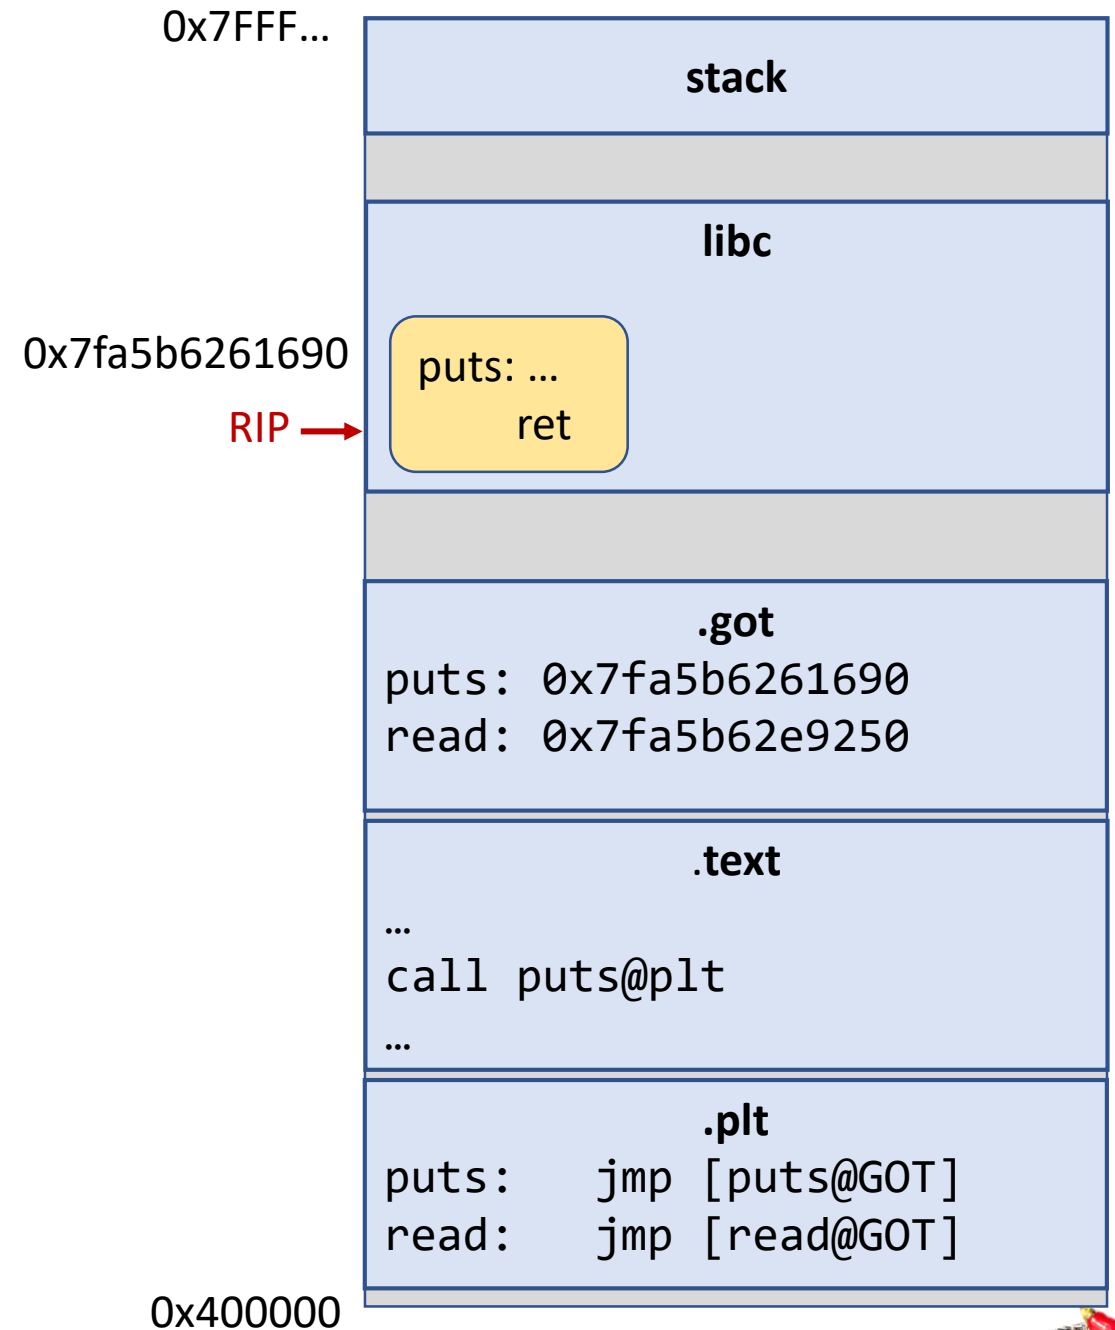 0x7FFF…
stack
libc
0x7fa5b6261690
puts: …
RIP
ret
.got
puts: 0x7fa5b6261690
read: 0x7fa5b62e9250
.text
…
call puts@plt
…
.plt
puts: jmp [puts@GOT]
read: jmp [read@GOT]
0x400000